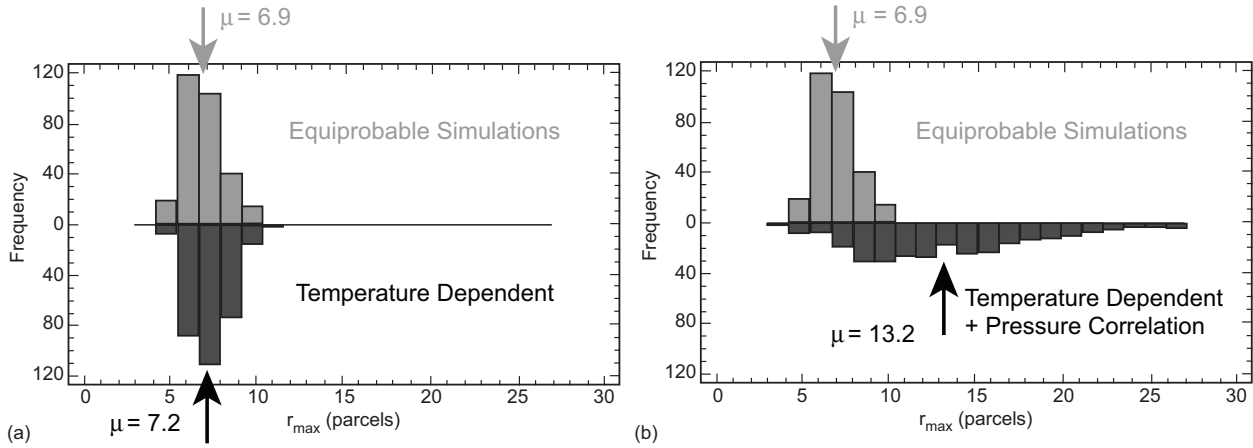 μ = 6.9
120
80
40
0
40
80
120
Frequency
Equiprobable Simulations
Temperature Dependent
0 5 10 15 20 25 30
μ = 7.2
r_max (parcels)
(a)
μ = 6.9
120
80
40
0
40
80
120
Frequency
Equiprobable Simulations
Temperature Dependent
+ Pressure Correlation
μ = 13.2
0 5 10 15 20 25 30
r_max (parcels)
(b)